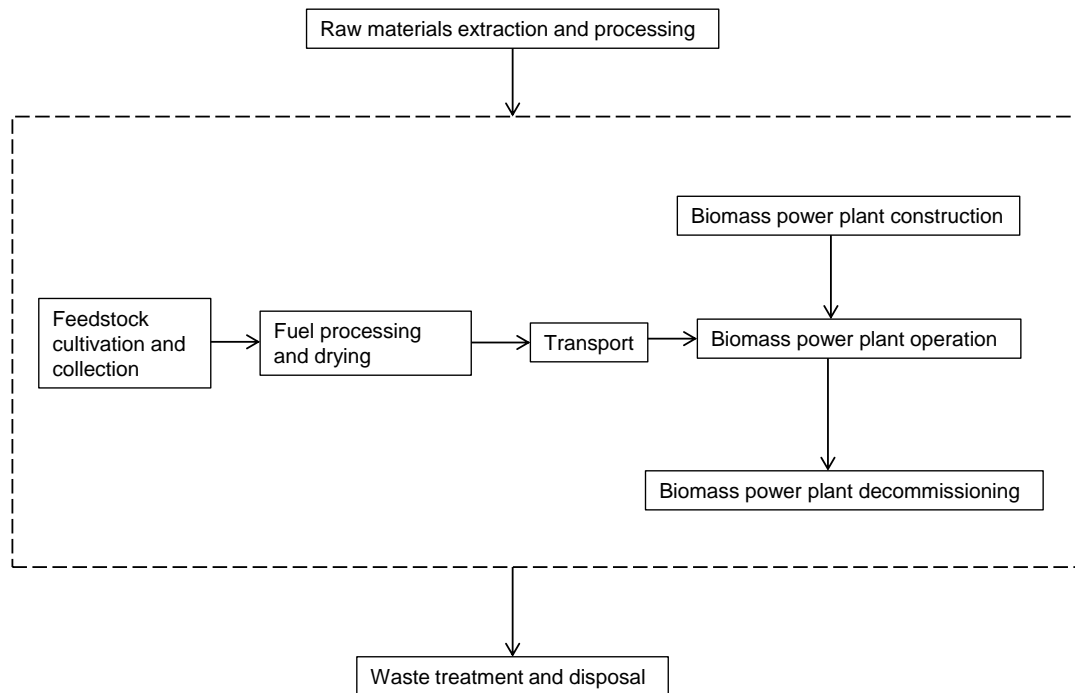 Raw materials extraction and processing
Biomass power plant construction
Feedstock
cultivation and
collection
Fuel processing
and drying
Transport
Biomass power plant operation
Biomass power plant decommissioning
Waste treatment and disposal